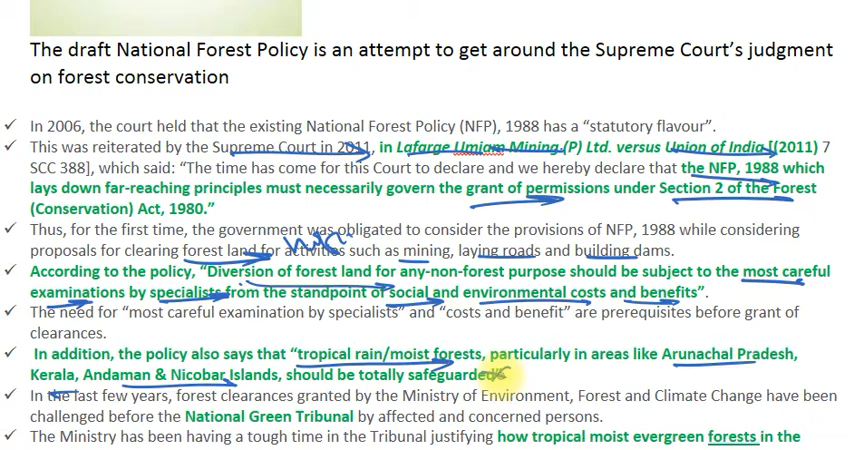 The draft National Forest Policy is an attempt to get around the Supreme Court's judgment
on forest conservation
✓ In 2006, the court held that the existing National Forest Policy (NFP), 1988 has a "statutory flavour".
✓ This was reiterated by the Supreme Court in 2011, in Lafarge Umiam Mining (P) Ltd. versus Union of India [(2011) 7
SCC 388], which said: "The time has come for this Court to declare and we hereby declare that the NFP, 1988 which
lays down far-reaching principles must necessarily govern the grant of permissions under Section 2 of the Forest
(Conservation) Act, 1980."
✓ Thus, for the first time, the government was obligated to consider the provisions of NFP, 1988 while considering
proposals for clearing forest land for activities such as mining, laying roads and building dams.
✓ According to the policy, "Diversion of forest land for any-non-forest purpose should be subject to the most careful
examinations by specialists from the standpoint of social and environmental costs and benefits".
✓ The need for "most careful examination by specialists" and "costs and benefit" are prerequisites before grant of
clearances.
✓ In addition, the policy also says that "tropical rain/moist forests, particularly in areas like Arunachal Pradesh,
Kerala, Andaman & Nicobar Islands, should be totally safeguarded"
✓ In the last few years, forest clearances granted by the Ministry of Environment, Forest and Climate Change have been
challenged before the National Green Tribunal by affected and concerned persons.
✓ The Ministry has been having a tough time in the Tribunal justifying how tropical moist evergreen forests in the